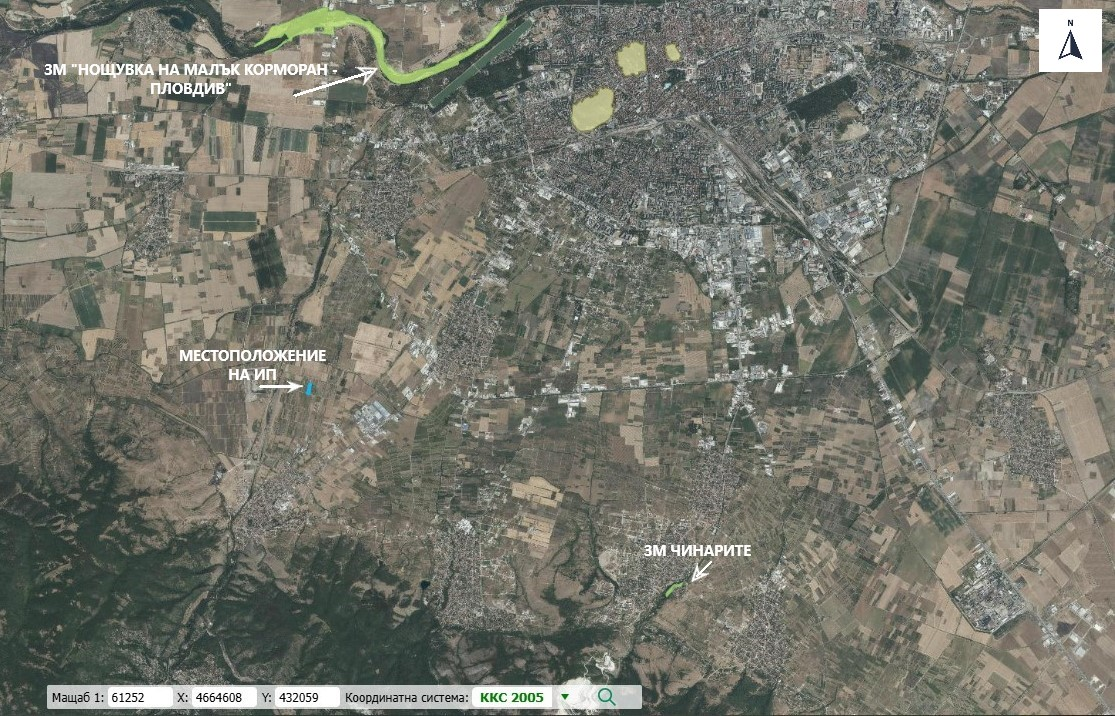 N
ЗМ "НОЩУВКА НА МАЛЪК КОРМОРАН -
ПЛОВДИВ"
МЕСТОПОЛОЖЕНИЕ
НА ИП
ЗМ ЧИНАРИТЕ
Мащаб 1: 61252 X: 4664608 Y: 432059 Координатна система: ККС 2005